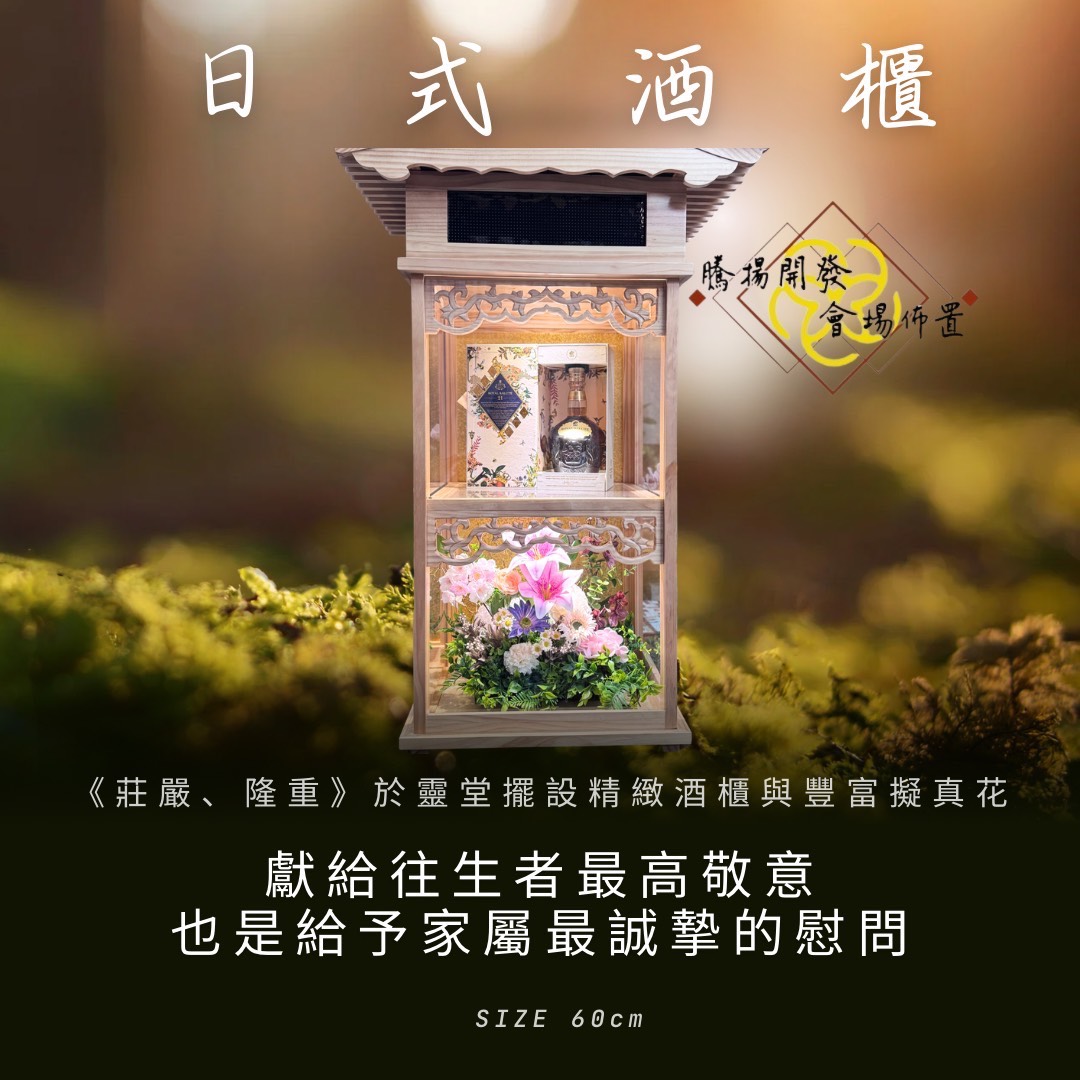 日式酒櫃
騰揚開發
會場佈置
21
《莊嚴、隆重》於靈堂擺設精緻酒櫃與豐富擬真花
獻給往生者最高敬意
也是給予家屬最誠摯的慰問
SIZE 60cm